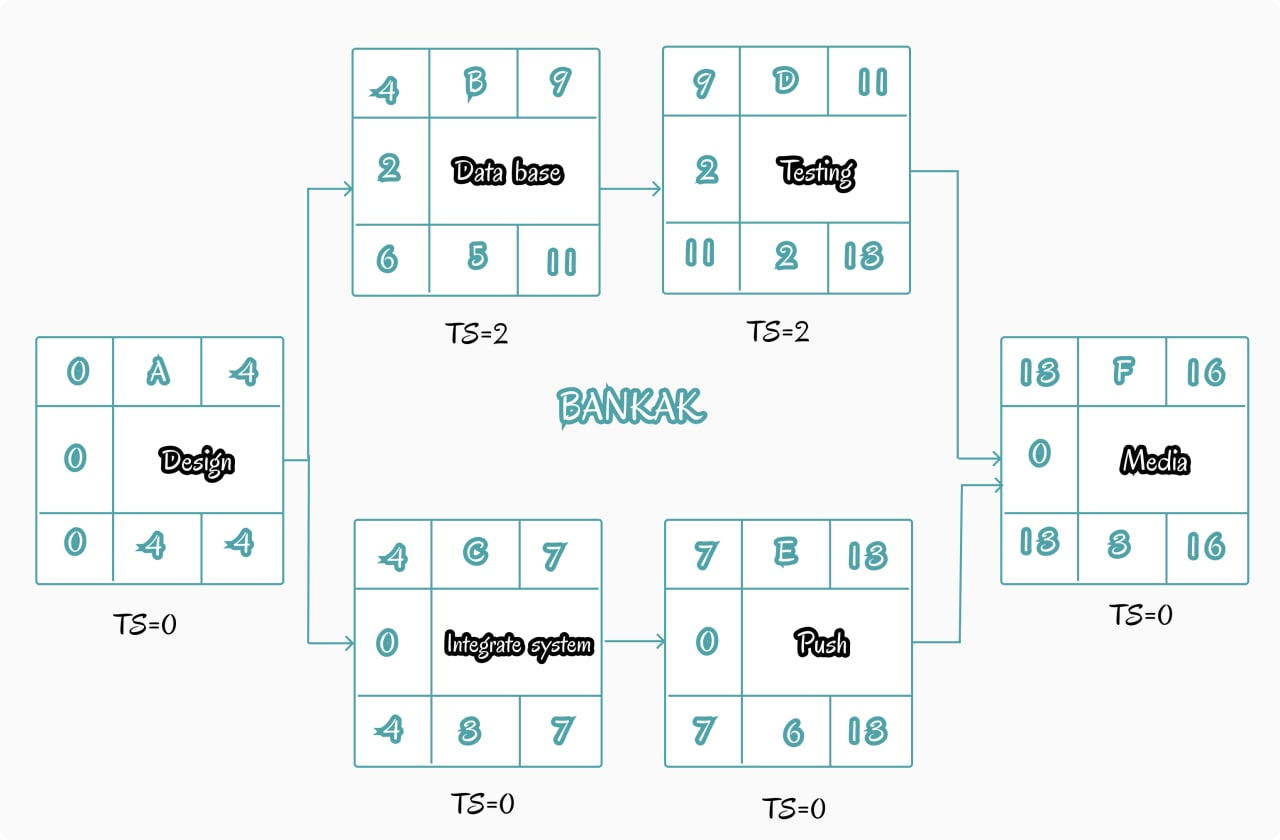 4 B 9
2 Data base
6 5 11
TS=2
9 D 11
2 Testing
11 2 13
TS=2
0 A 4
0 Design
0 4 4
TS=0
BANKAK
13 F 16
0 Media
13 3 16
TS=0
4 C 7
0 Integrate system
4 3 7
TS=0
7 E 13
0 Push
7 6 13
TS=0